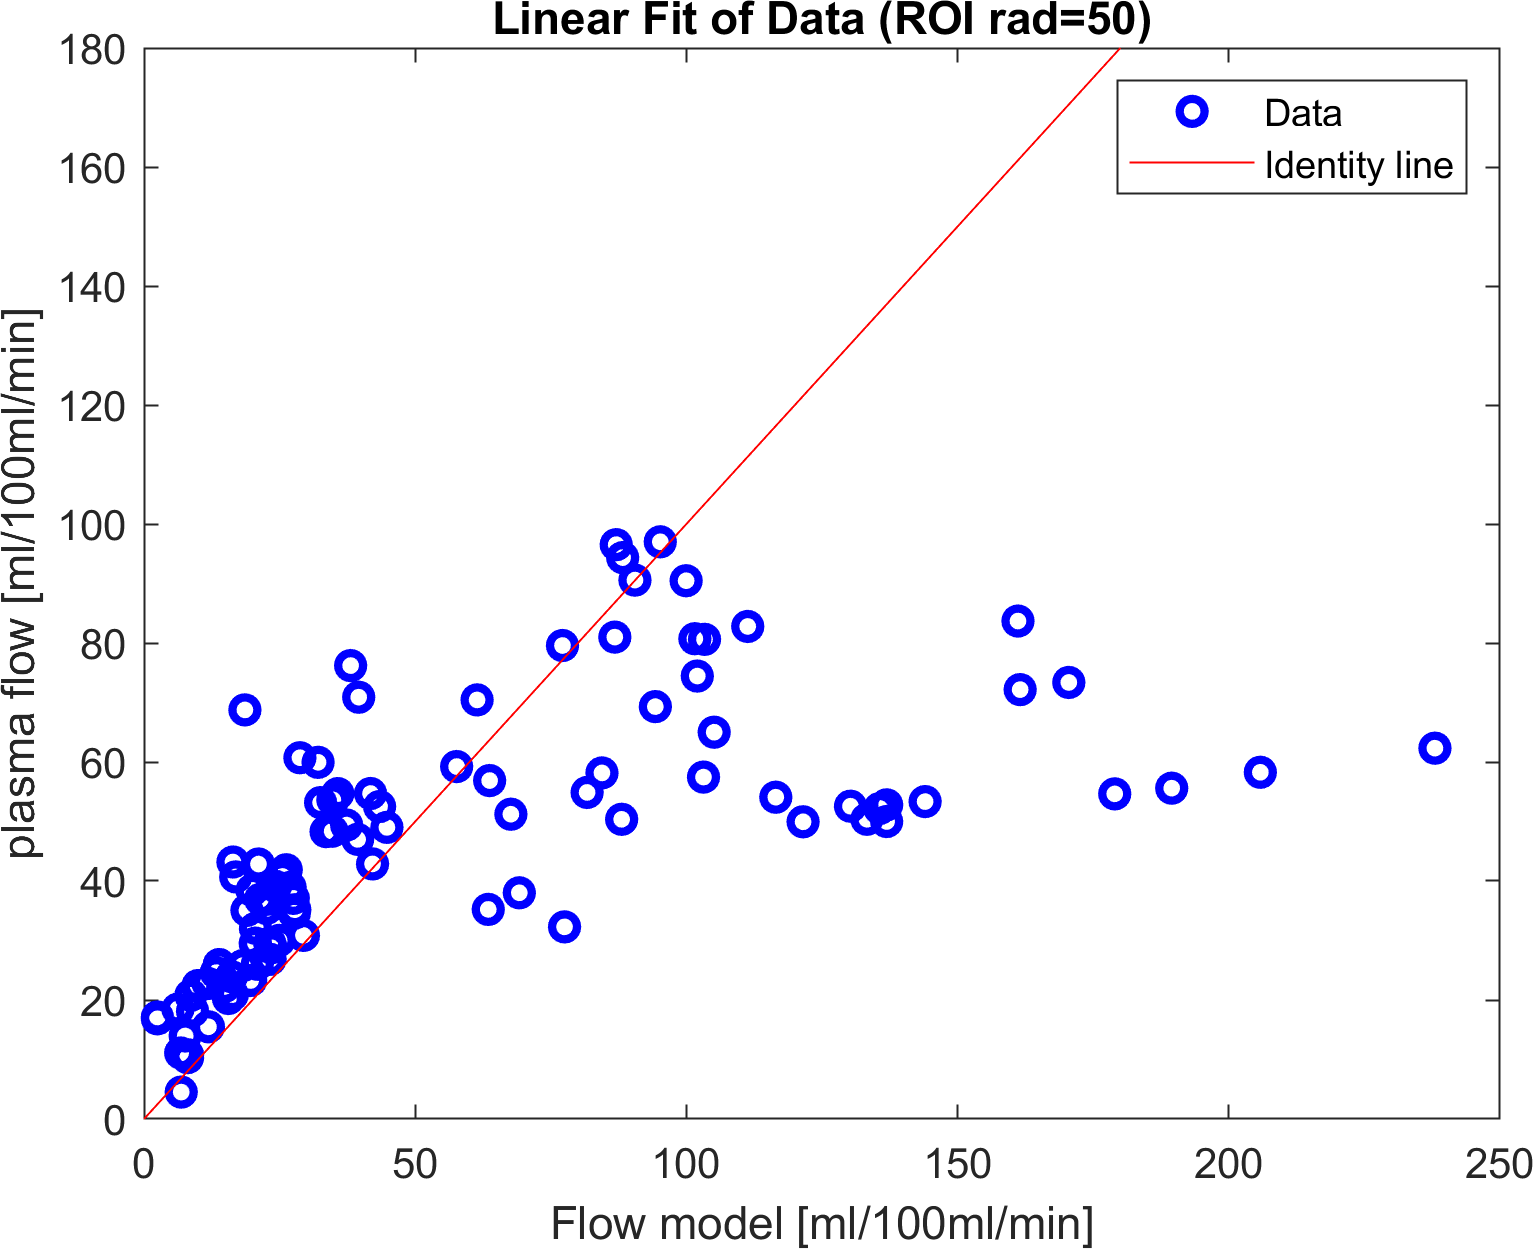 Linear Fit of Data (ROI rad=50)
180
160
140
120
100
80
60
40
20
0
plasma flow [ml/100ml/min]
Data
Identity line
0 50 100 150 200 250
Flow model [ml/100ml/min]